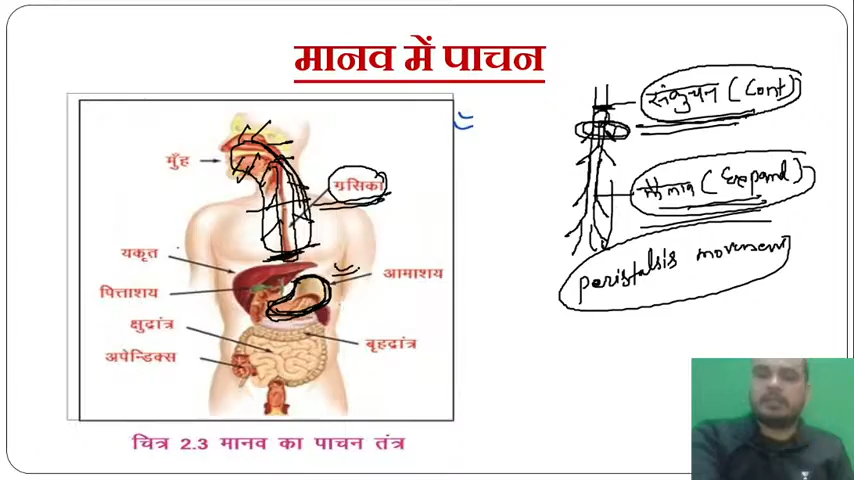 मानव में पाचन
मुँह
ग्रसिका
यकृत
आमाशय
पित्ताशय
क्षुद्रांत्र
बृहद्रांत्र
अपेन्डिक्स
चित्र 2.3 मानव का पाचन तंत्र
संकुचन (Cont)
(Expand)
peristalsis movement